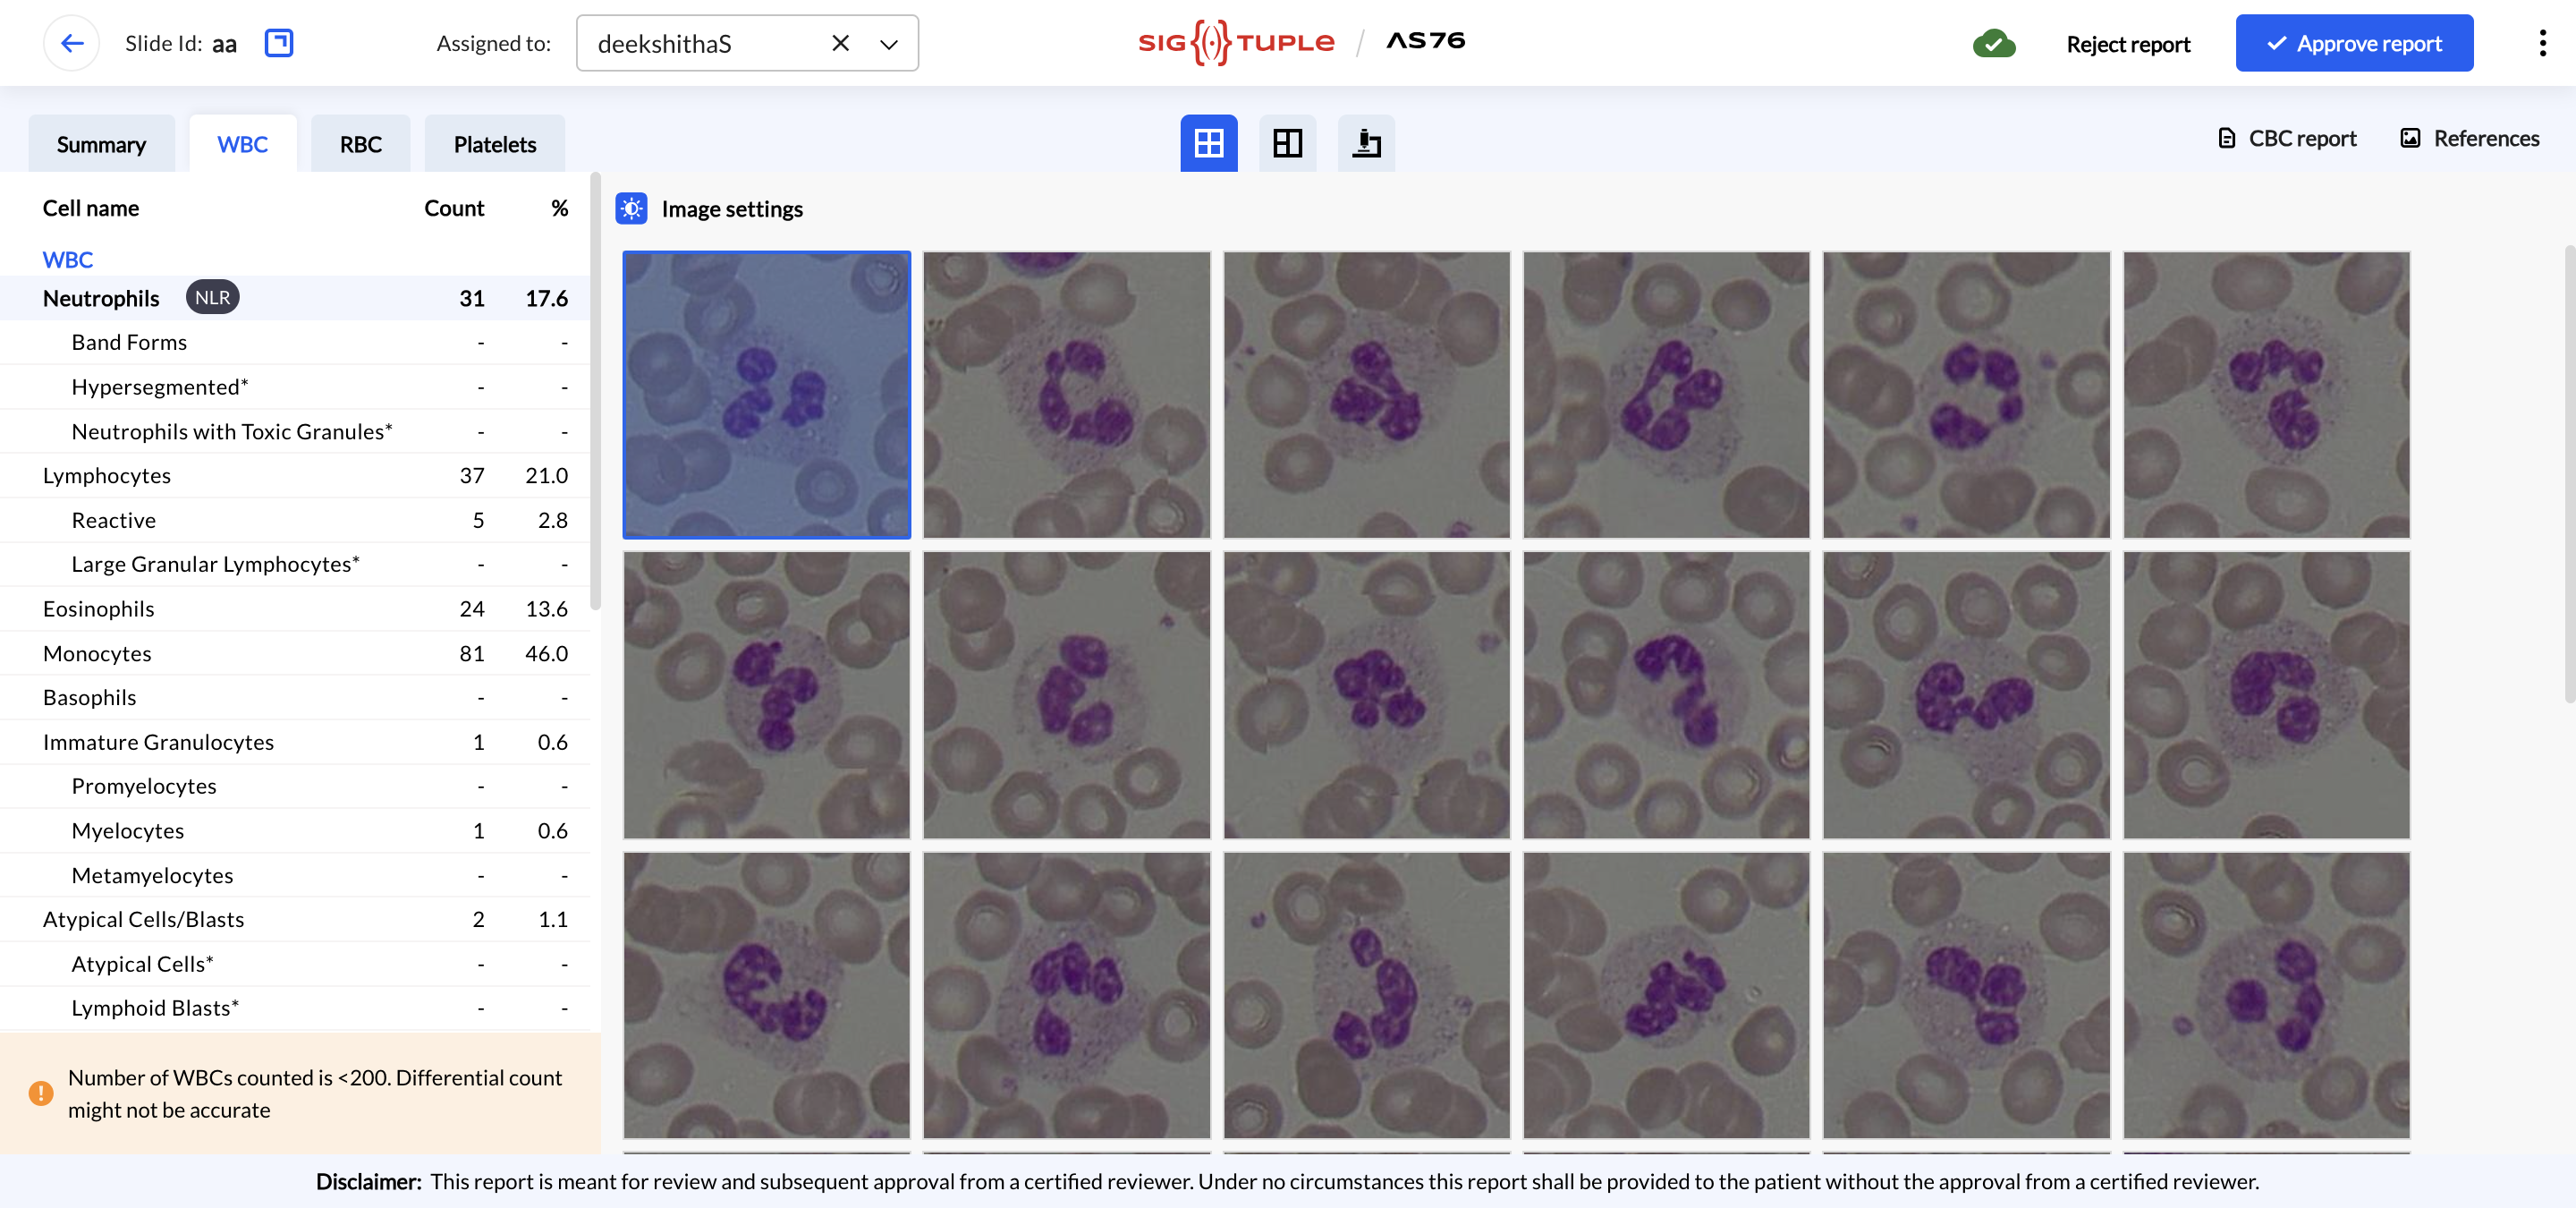 Slide Id: aa
Assigned to: deekshithaS
SIG TUPLE / AS76
Reject report
Approve report
Summary
WBC
RBC
Platelets
CBC report
References
Cell name Count %
WBC
Neutrophils NLR 31 17.6
Band Forms - -
Hypersegmented* - -
Neutrophils with Toxic Granules* - -
Lymphocytes 37 21.0
Reactive 5 2.8
Large Granular Lymphocytes* - -
Eosinophils 24 13.6
Monocytes 81 46.0
Basophils - -
Immature Granulocytes 1 0.6
Promyelocytes - -
Myelocytes 1 0.6
Metamyelocytes - -
Atypical Cells/Blasts 2 1.1
Atypical Cells* - -
Lymphoid Blasts* - -
Number of WBCs counted is <200. Differential count
might not be accurate
Image settings
Disclaimer: This report is meant for review and subsequent approval from a certified reviewer. Under no circumstances this report shall be provided to the patient without the approval from a certified reviewer.